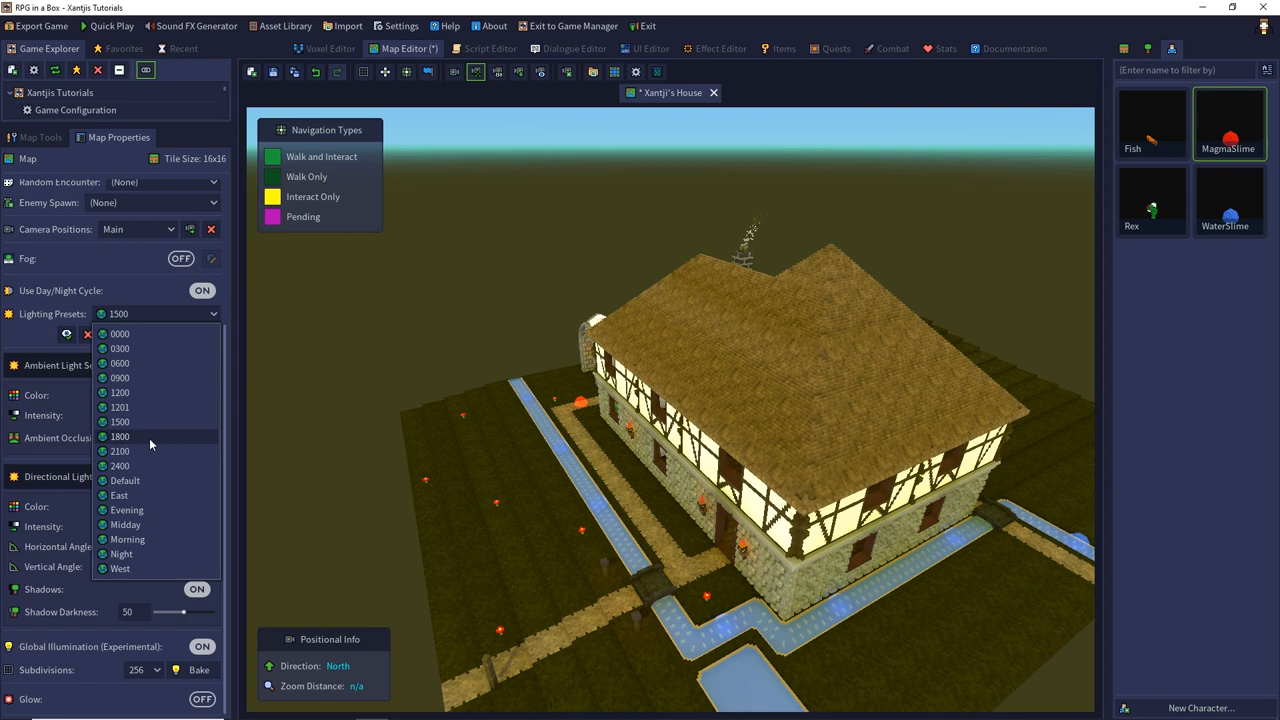 RPG in a Box - Xantjis Tutorials
Export Game Quick Play Sound FX Generator Asset Library Import Settings Help About Exit to Game Manager Exit
Game Explorer Favorites Recent Voxel Editor Map Editor (*) Script Editor Dialogue Editor UI Editor Effect Editor Items Quests Combat Stats Documentation
(Enter name to filter by)
* Xantji's House
Xantjis Tutorials
Game Configuration
Map Tools Map Properties
Map Tile Size: 16x16
Random Encounter: (None)
Enemy Spawn: (None)
Camera Positions: Main
Fog: OFF
Use Day/Night Cycle: ON
Lighting Presets: 1500
0000
0300
0600
0900
1200
1201
1500
1800
2100
2400
Default
East
Evening
Midday
Morning
Night
West
Ambient Light Se
Color:
Intensity:
Ambient Occlusi
Directional Light
Color:
Intensity:
Horizontal Angle
Vertical Angle:
Shadows: ON
Shadow Darkness: 50
Global Illumination (Experimental): ON
Subdivisions: 256 Bake
Glow: OFF
Navigation Types
Walk and Interact
Walk Only
Interact Only
Pending
Positional Info
Direction: North
Zoom Distance: n/a
Fish
MagmaSlime
Rex
WaterSlime
New Character...